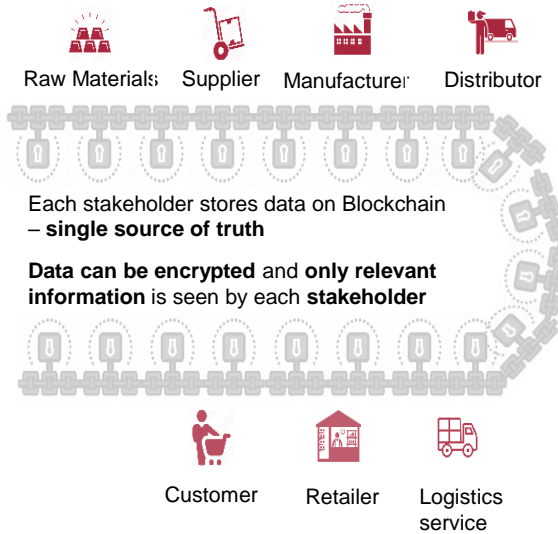 Raw Materials Supplier Manufacturer Distributor
Each stakeholder stores data on Blockchain
– single source of truth
Data can be encrypted and only relevant
information is seen by each stakeholder
Customer Retailer Logistics
service